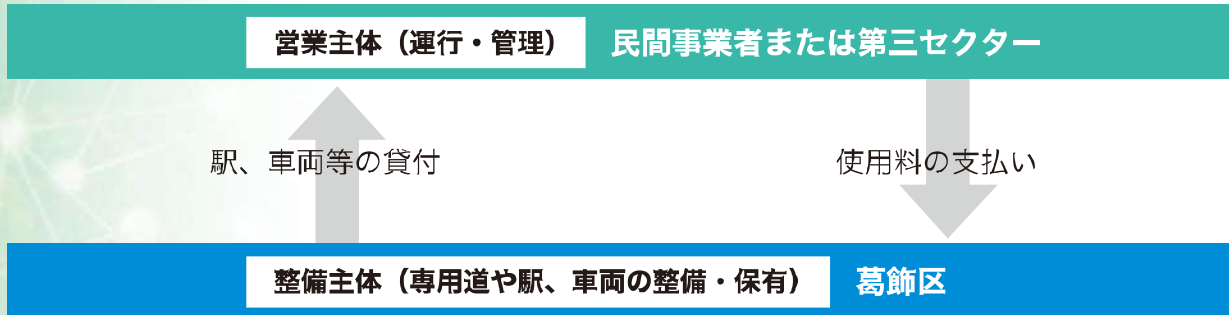 営業主体（運行・管理） 民間事業者または第三セクター
駅、車両等の貸付 使用料の支払い
整備主体（専用道や駅、車両の整備・保有） 葛飾区